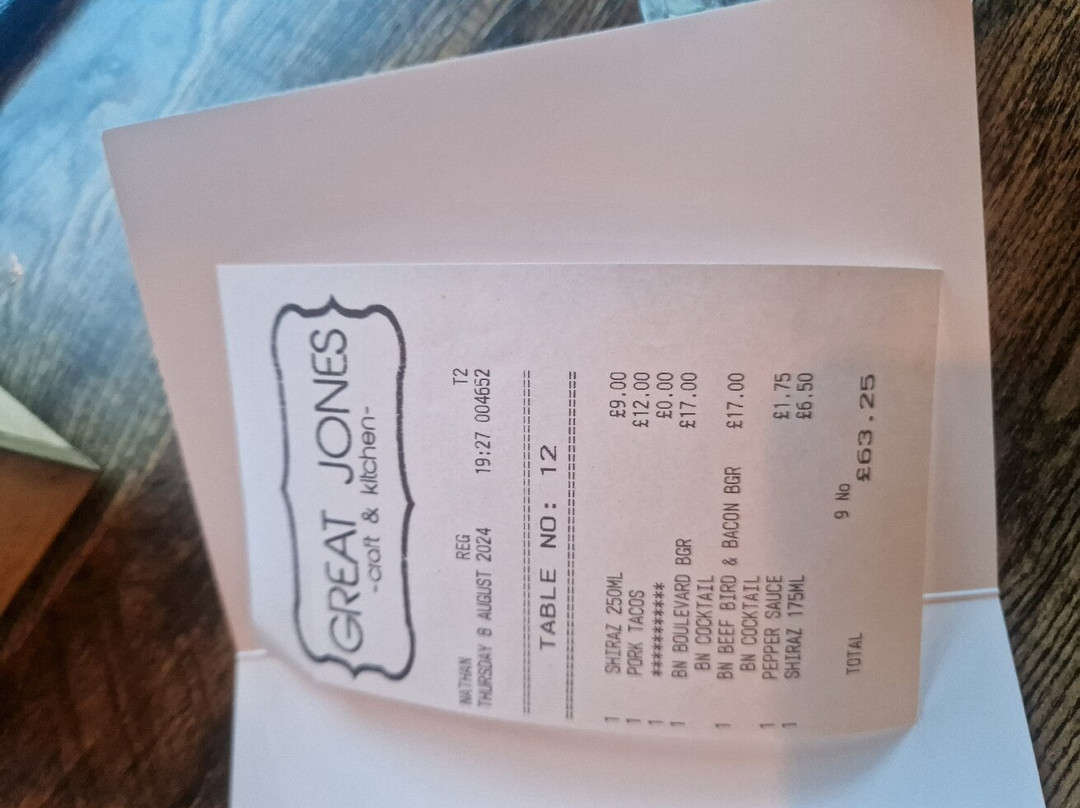 GREAT JONES
-craft & kitchen-
NATHAN REG T2
THURSDAY 8 AUGUST 2024 19:27 004652
==============================
TABLE NO: 12
==============================
1 SHIRAZ 250ML £9.00
1 PORK TACOS £12.00
1 *********** £0.00
1 BN BOULEVARD BGR £17.00
BN COCKTAIL
1 BN BEEF BIRD & BACON BGR £17.00
BN COCKTAIL
1 PEPPER SAUCE £1.75
1 SHIRAZ 175ML £6.50
9 No
TOTAL £63.25